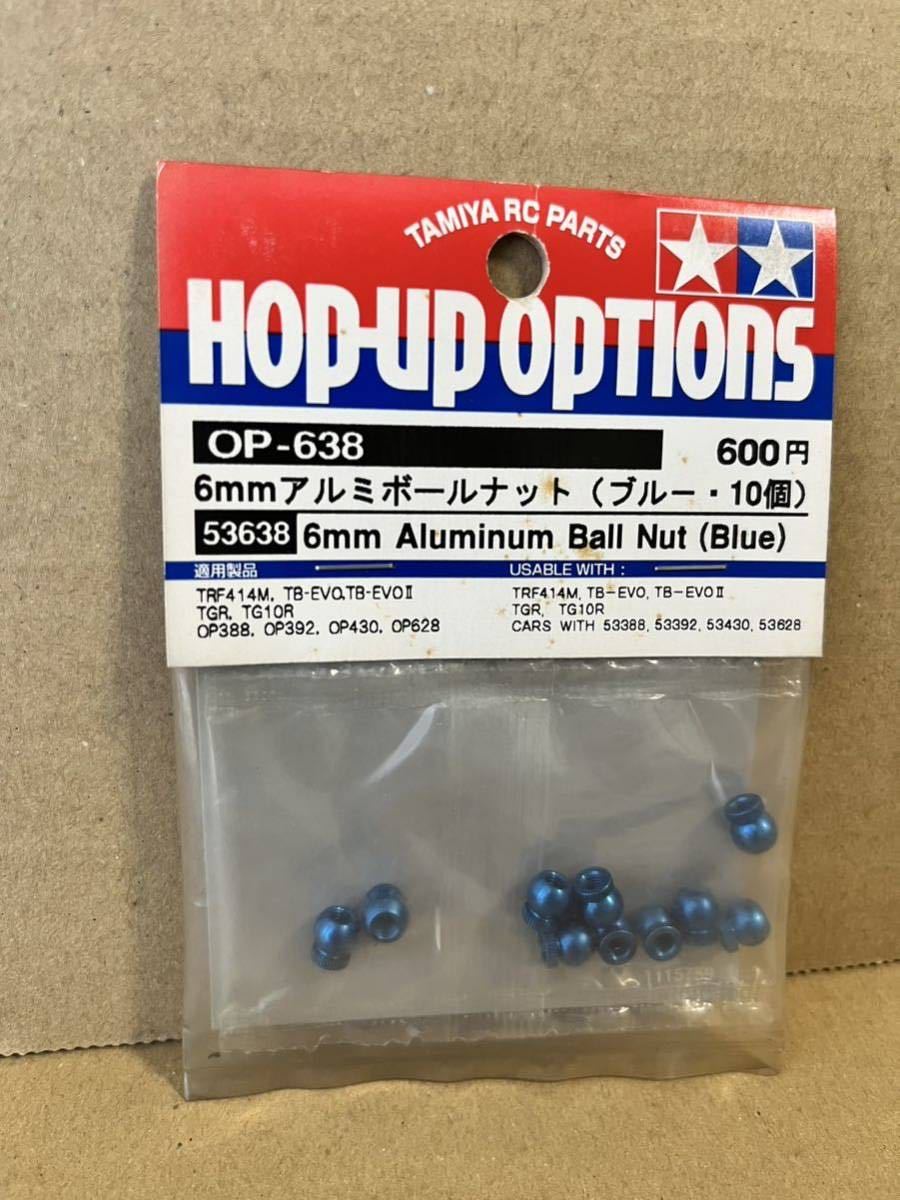 TAMIYA RC PARTS
HOP-UP OPTIONS
OP-638 600円
6mmアルミボールナット（ブルー・10個）
53638 6mm Aluminum Ball Nut (Blue)
適用製品
TRF414M, TB-EVO,TB-EVOⅡ
TGR, TG10R
OP388, OP392, OP430, OP628
USABLE WITH :
TRF414M, TB-EVO, TB-EVOⅡ
TGR, TG10R
CARS WITH 53388, 53392, 53430, 53628